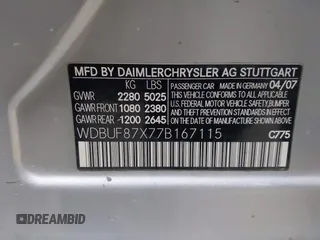 MFD BY DAIMLERCHRYSLER AG STUTTGART
KG LBS
PASSENGER CAR MADE IN GERMANY 04/07
GVWR 2280 5025
GAWR FRONT 1080 2380
GAWR REAR -1200 2645
THIS VEHICLE CONFORMS TO ALL APPLICABLE U.S. FEDERAL MOTOR VEHICLE SAFETY, BUMPER, AND THEFT PREVENTION STANDARDS IN EFFECT ON THE DATE OF MANUFACTURE SHOWN ABOVE.
WDBUF87X77B167115
C775
DREAMBID